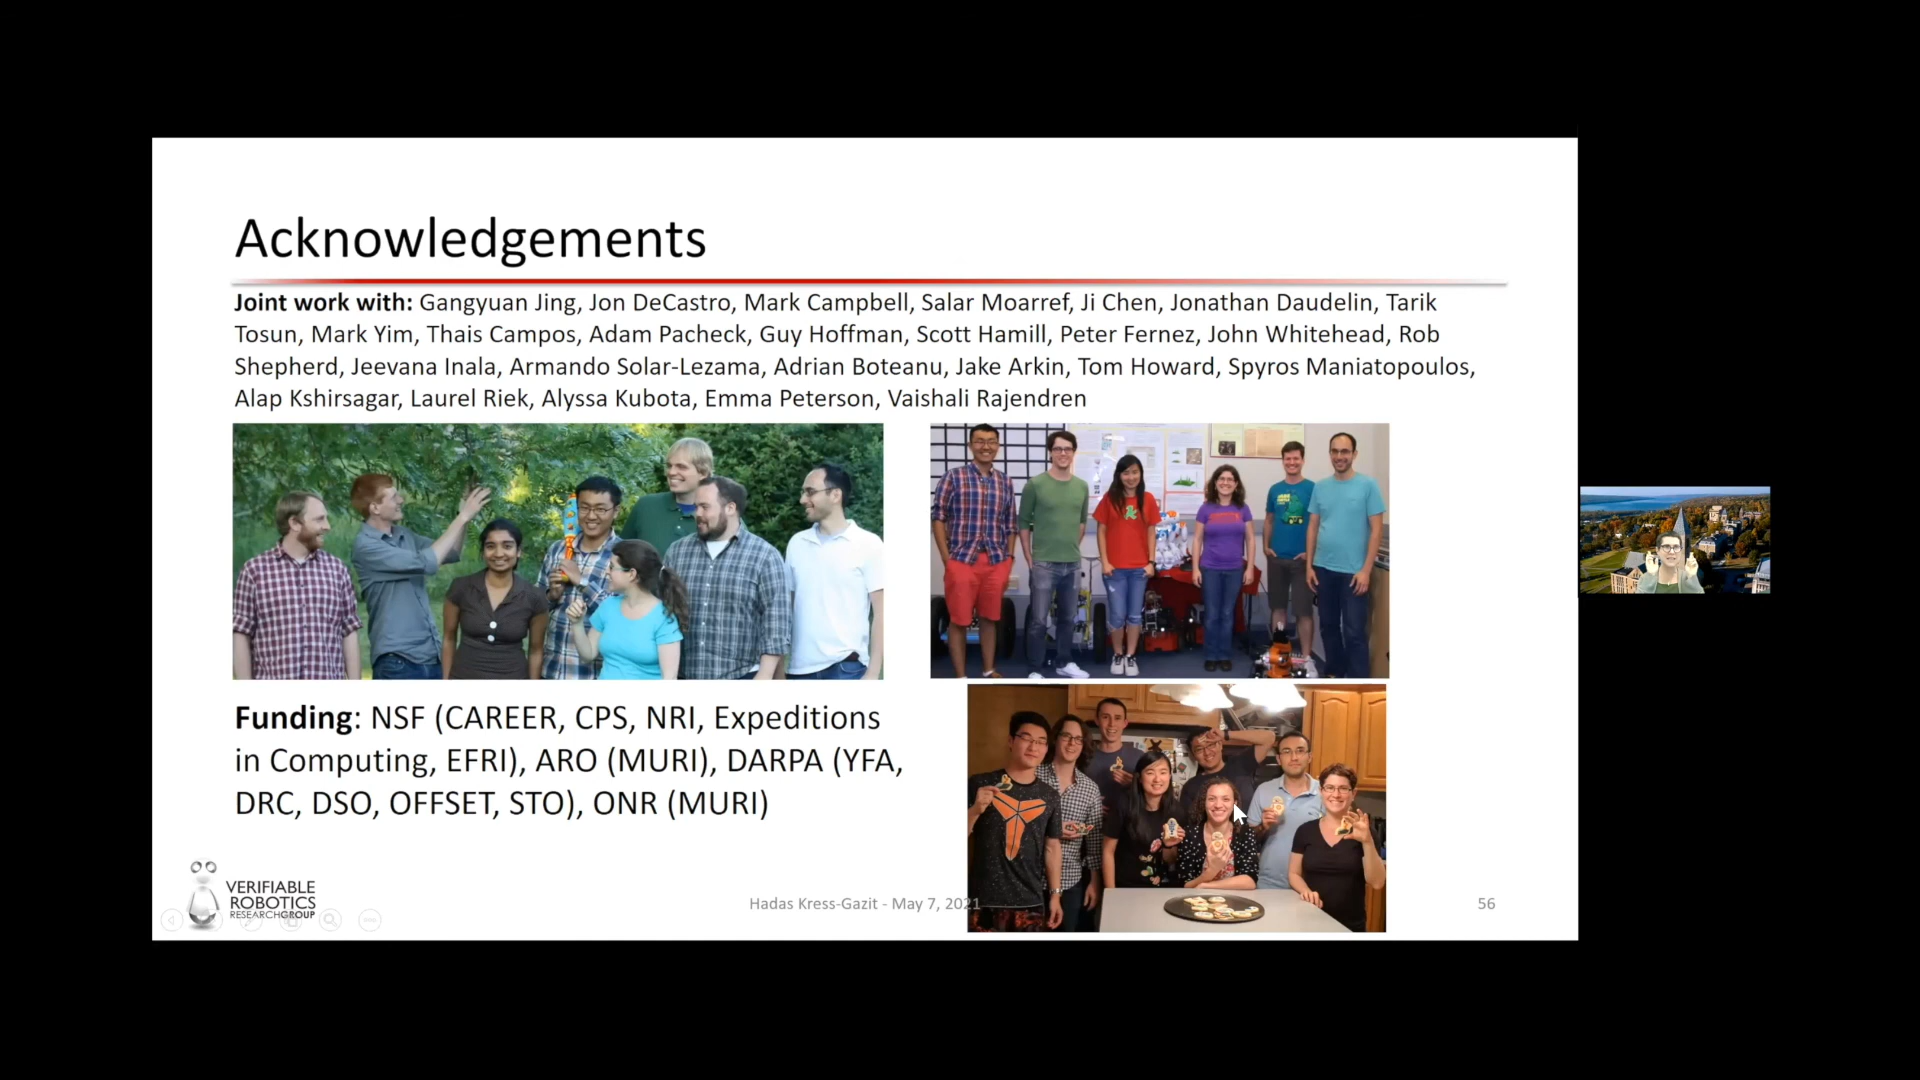 Acknowledgements
Joint work with: Gangyuan Jing, Jon DeCastro, Mark Campbell, Salar Moarref, Ji Chen, Jonathan Daudelin, Tarik
Tosun, Mark Yim, Thais Campos, Adam Pacheck, Guy Hoffman, Scott Hamill, Peter Fernez, John Whitehead, Rob
Shepherd, Jeevana Inala, Armando Solar-Lezama, Adrian Boteanu, Jake Arkin, Tom Howard, Spyros Maniatopoulos,
Alap Kshirsagar, Laurel Riek, Alyssa Kubota, Emma Peterson, Vaishali Rajendren
Funding: NSF (CAREER, CPS, NRI, Expeditions
in Computing, EFRI), ARO (MURI), DARPA (YFA,
DRC, DSO, OFFSET, STO), ONR (MURI)
VERIFIABLE
ROBOTICS
RESEARCHGROUP
Hadas Kress-Gazit - May 7, 2021
56